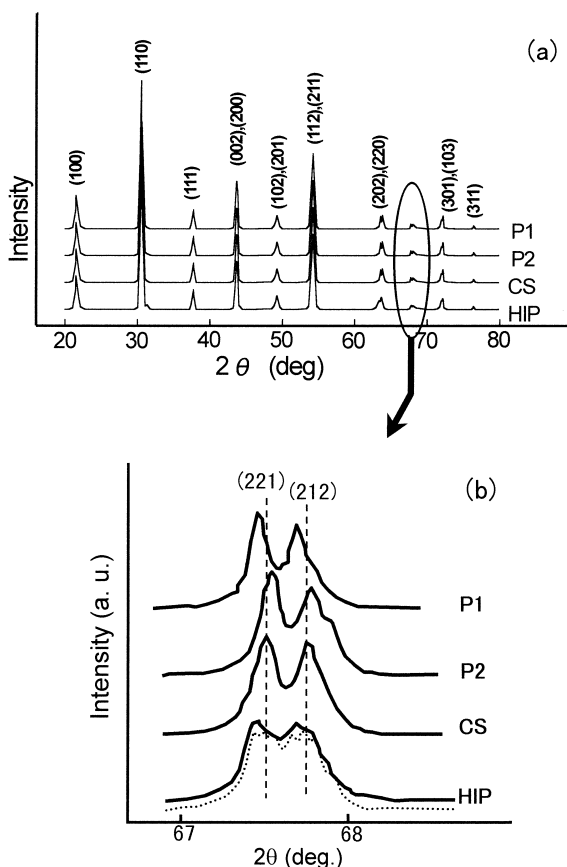 (a)
(110)
(100)
(111)
(002),(200)
(102),(201)
(112),(211)
(202),(220)
(301),(103)
(311)
Intensity
P1
P2
CS
HIP
20 30 40 50 60 70 80
2 θ (deg)
(b)
(221) (212)
Intensity (a. u.)
P1
P2
CS
HIP
67 68
2θ (deg.)